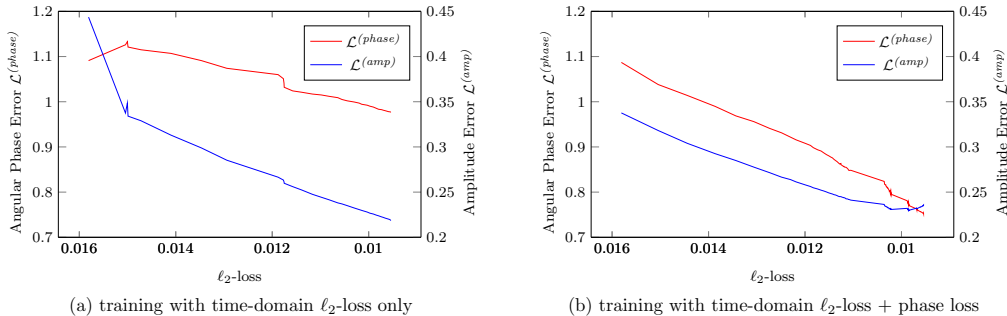 1.2
1.1
1
0.9
0.8
0.7
Angular Phase Error ℒ^(phase)
0.45
0.4
0.35
0.3
0.25
0.2
Amplitude Error ℒ^(amp)
ℒ^(phase)
ℒ^(amp)
0.016 0.014 0.012 0.01
ℓ₂-loss
(a) training with time-domain ℓ₂-loss only
1.2
1.1
1
0.9
0.8
0.7
Angular Phase Error ℒ^(phase)
0.45
0.4
0.35
0.3
0.25
0.2
Amplitude Error ℒ^(amp)
ℒ^(phase)
ℒ^(amp)
0.016 0.014 0.012 0.01
ℓ₂-loss
(b) training with time-domain ℓ₂-loss + phase loss